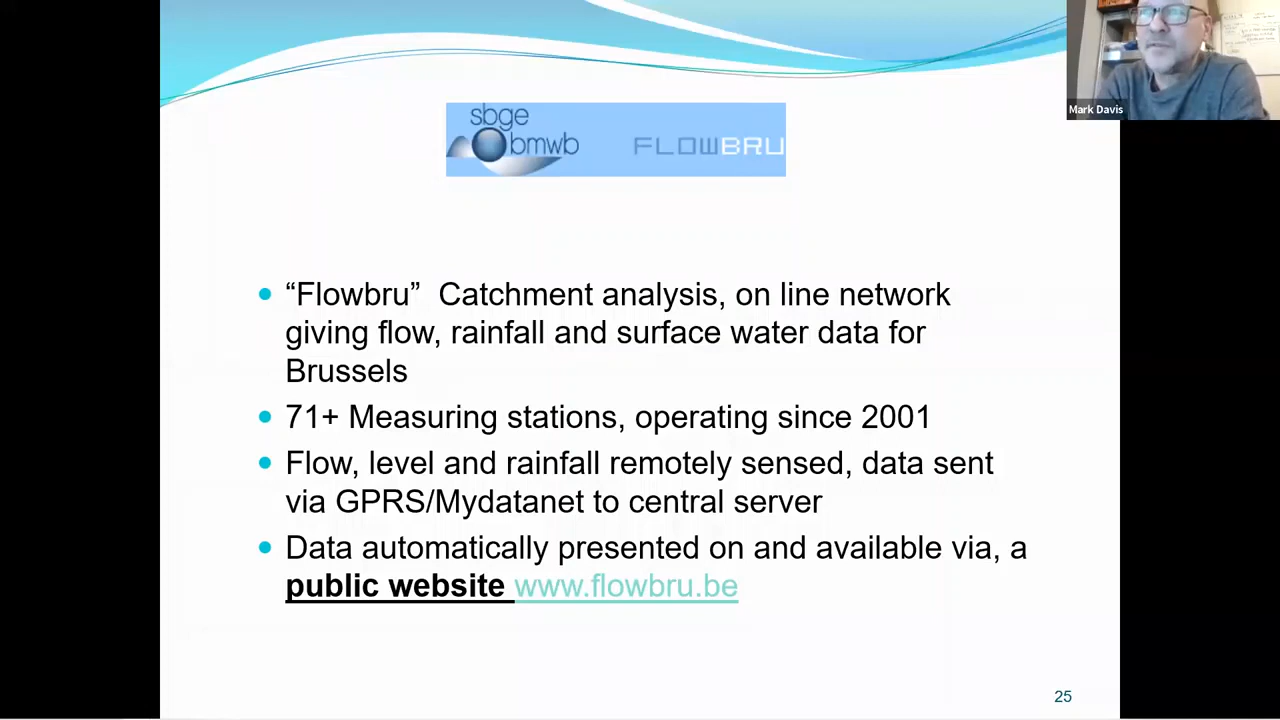 Mark Davis
sbge
bmwb
FLOWBRU
“Flowbru”  Catchment analysis, on line network
giving flow, rainfall and surface water data for
Brussels
71+ Measuring stations, operating since 2001
Flow, level and rainfall remotely sensed, data sent
via GPRS/Mydatanet to central server
Data automatically presented on and available via, a
public website www.flowbru.be
25